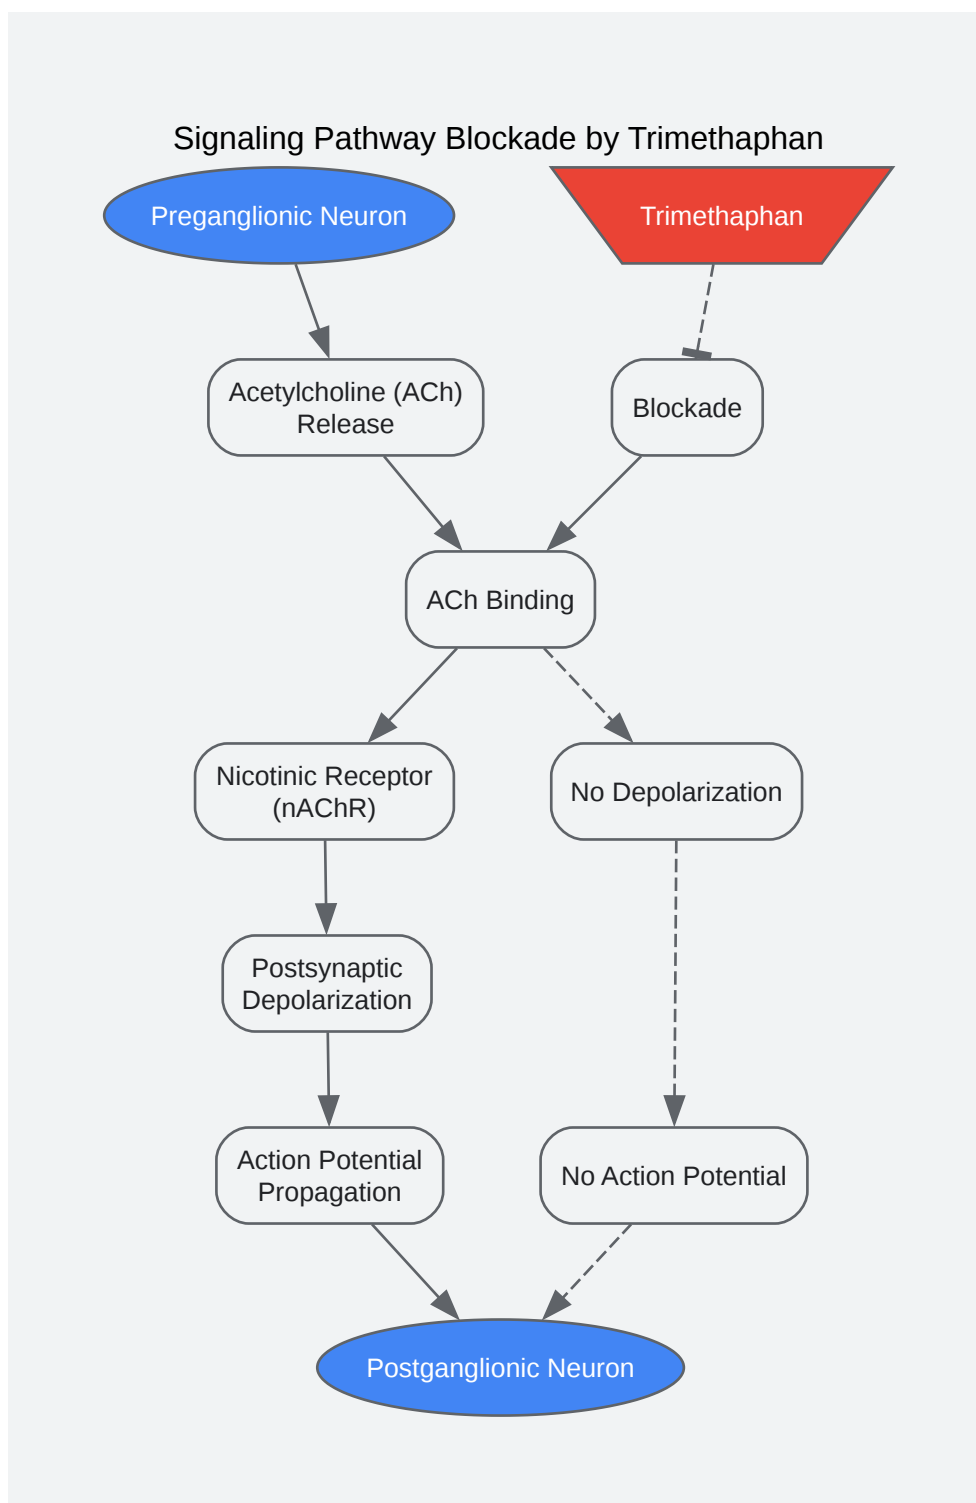 Signaling Pathway Blockade by Trimethaphan
Preganglionic Neuron
Trimethaphan
Acetylcholine (ACh)
Release
Blockade
ACh Binding
Nicotinic Receptor
(nAChR)
No Depolarization
Postsynaptic
Depolarization
Action Potential
Propagation
No Action Potential
Postganglionic Neuron